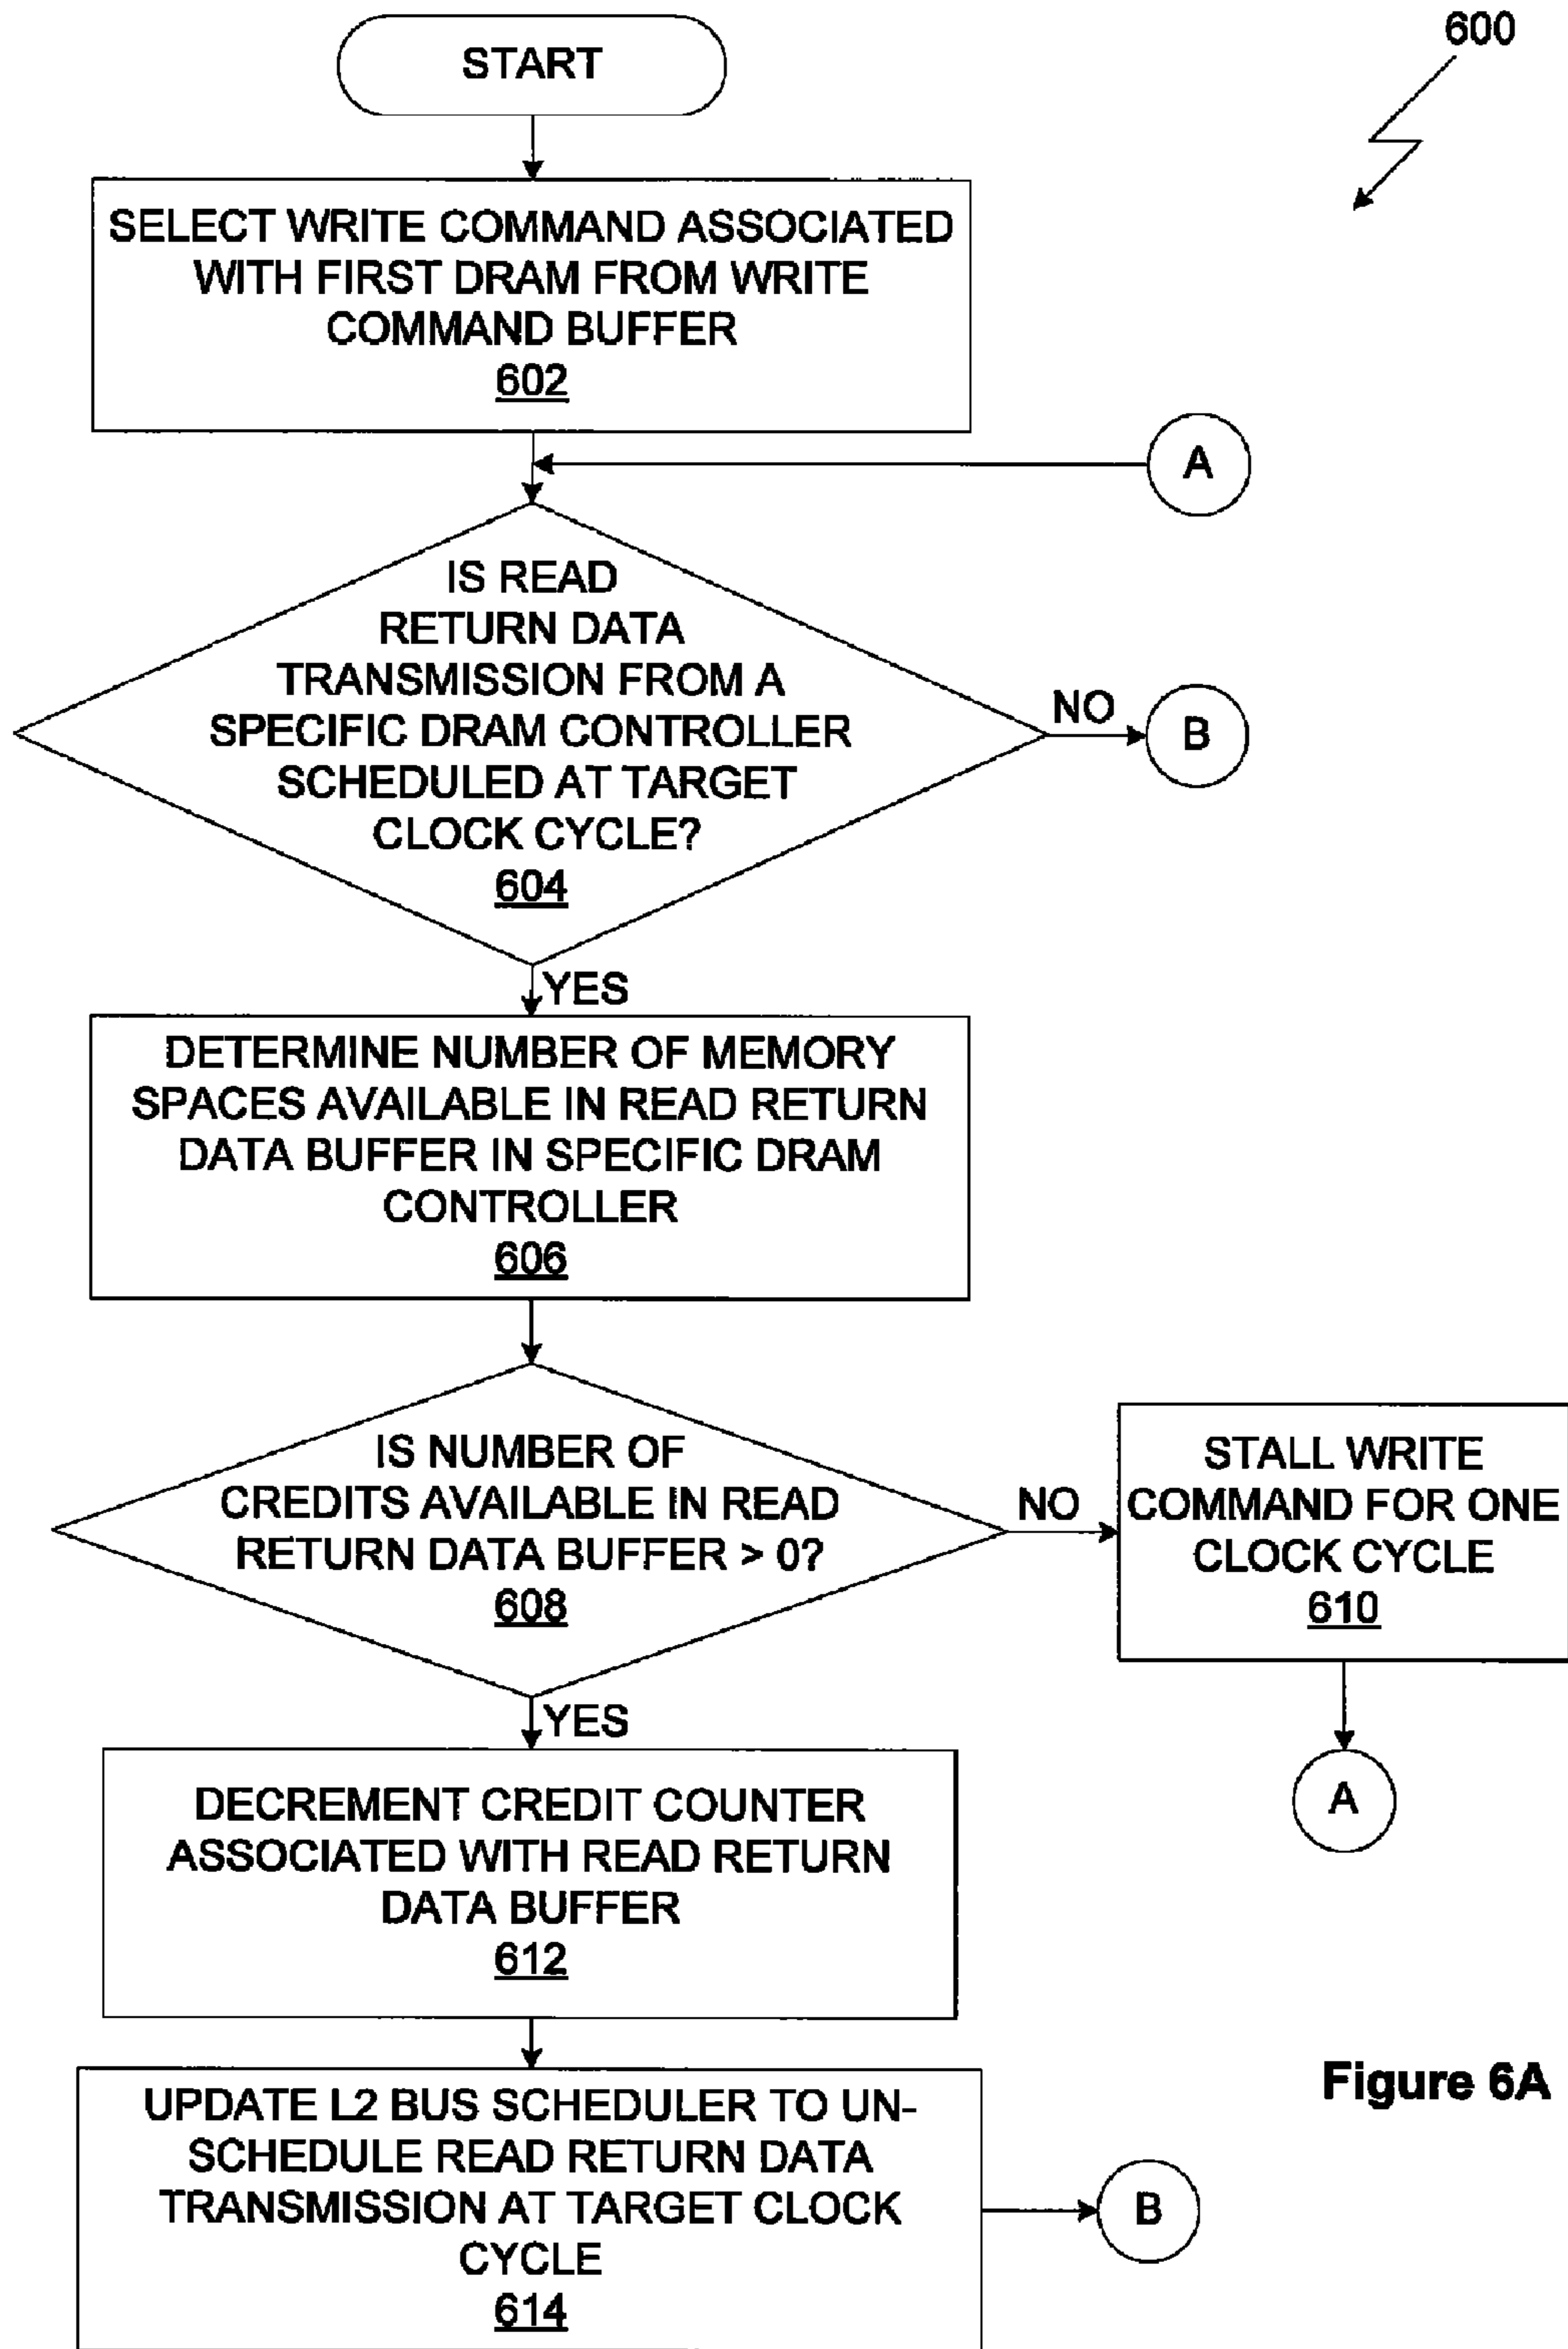 600
START
SELECT WRITE COMMAND ASSOCIATED
WITH FIRST DRAM FROM WRITE
COMMAND BUFFER
602
A
IS READ
RETURN DATA
TRANSMISSION FROM A
SPECIFIC DRAM CONTROLLER
SCHEDULED AT TARGET
CLOCK CYCLE?
604
NO
B
YES
DETERMINE NUMBER OF MEMORY
SPACES AVAILABLE IN READ RETURN
DATA BUFFER IN SPECIFIC DRAM
CONTROLLER
606
IS NUMBER OF
CREDITS AVAILABLE IN READ
RETURN DATA BUFFER > 0?
608
NO
STALL WRITE
COMMAND FOR ONE
CLOCK CYCLE
610
A
YES
DECREMENT CREDIT COUNTER
ASSOCIATED WITH READ RETURN
DATA BUFFER
612
UPDATE L2 BUS SCHEDULER TO UN-
SCHEDULE READ RETURN DATA
TRANSMISSION AT TARGET CLOCK
CYCLE
614
B
Figure 6A